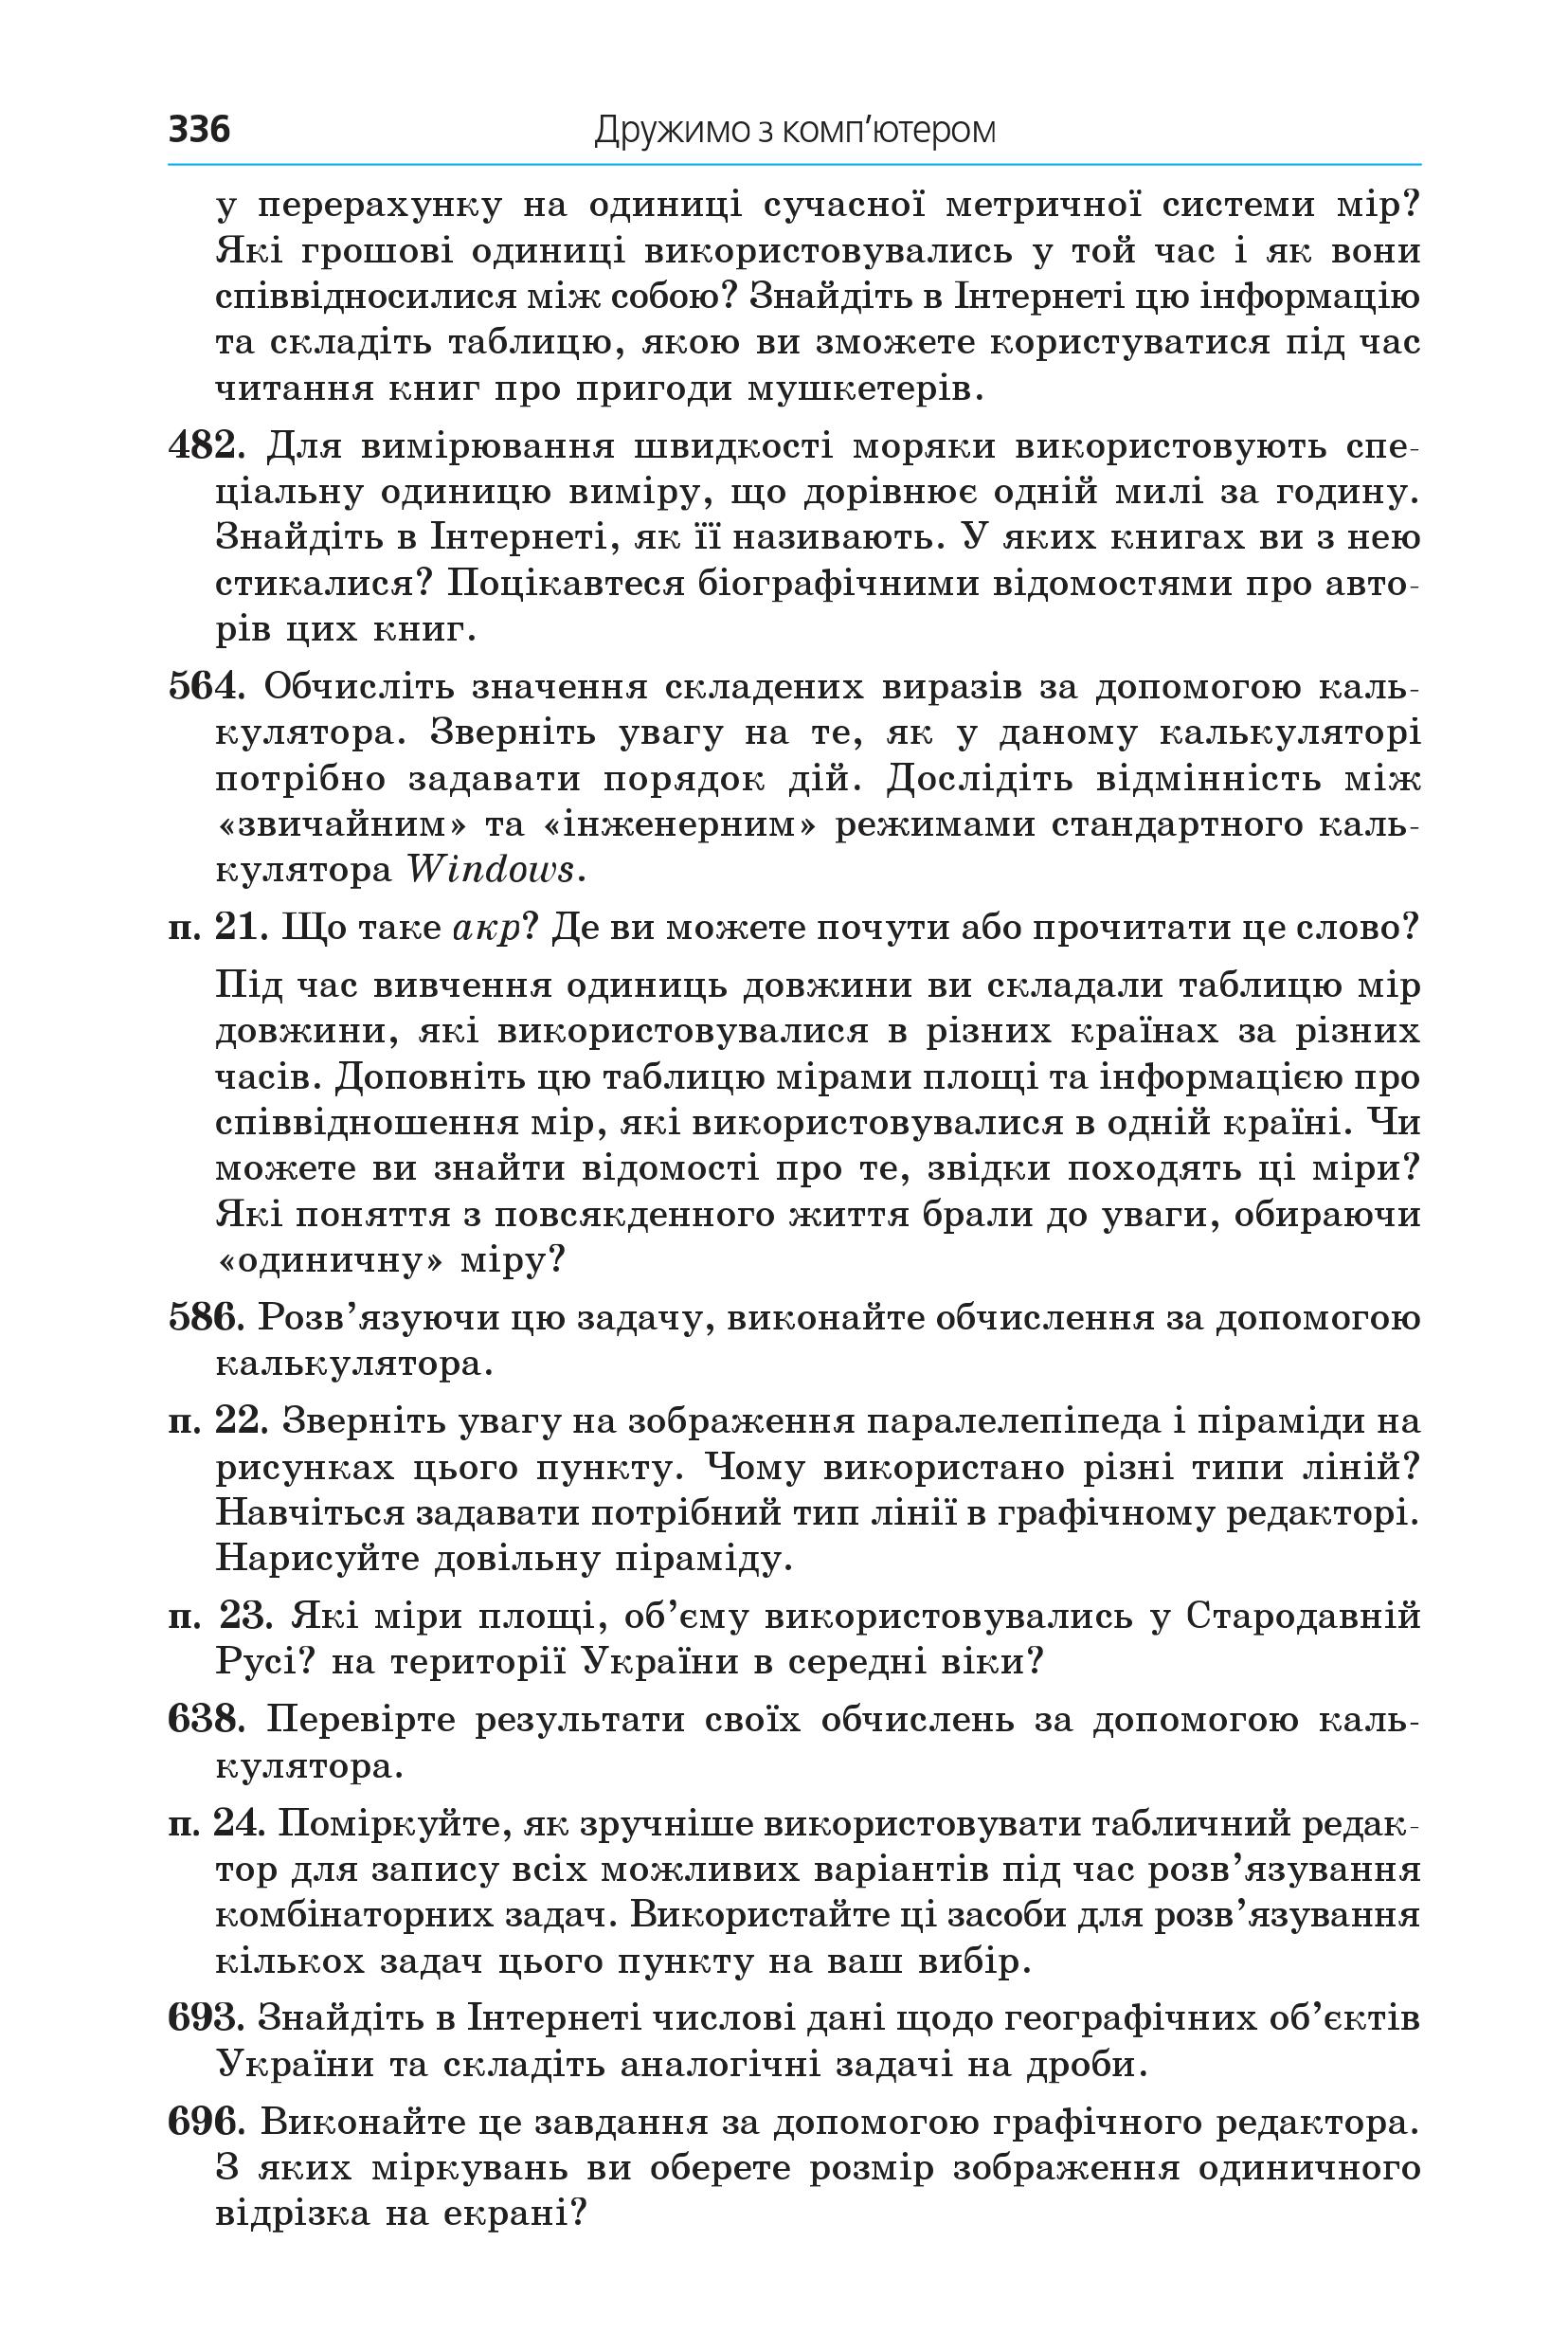 336 Дружимо з комп’ютером
у перерахунку на одиниці сучасної метричної системи мір?
Які грошові одиниці використовувались у той час і як вони
співвідносилися між собою? Знайдіть в Інтернеті цю інформацію
та складіть таблицю, якою ви зможете користуватися під час
читання книг про пригоди мушкетерів.
482. Для вимірювання швидкості моряки використовують спе-
ціальну одиницю виміру, що дорівнює одній милі за годину.
Знайдіть в Інтернеті, як її називають. У яких книгах ви з нею
стикалися? Поцікавтеся біографічними відомостями про авто-
рів цих книг.
564. Обчисліть значення складених виразів за допомогою каль-
кулятора. Зверніть увагу на те, як у даному калькуляторі
потрібно задавати порядок дій. Дослідіть відмінність між
«звичайним» та «інженерним» режимами стандартного каль-
кулятора Windows.
п. 21. Що таке акр? Де ви можете почути або прочитати це слово?
Під час вивчення одиниць довжини ви складали таблицю мір
довжини, які використовувалися в різних країнах за різних
часів. Доповніть цю таблицю мірами площі та інформацією про
співвідношення мір, які використовувалися в одній країні. Чи
можете ви знайти відомості про те, звідки походять ці міри?
Які поняття з повсякденного життя брали до уваги, обираючи
«одиничну» міру?
586. Розв’язуючи цю задачу, виконайте обчислення за допомогою
калькулятора.
п. 22. Зверніть увагу на зображення паралелепіпеда і піраміди на
рисунках цього пункту. Чому використано різні типи ліній?
Навчіться задавати потрібний тип лінії в графічному редакторі.
Нарисуйте довільну піраміду.
п. 23. Які міри площі, об’єму використовувались у Стародавній
Русі? на території України в середні віки?
638. Перевірте результати своїх обчислень за допомогою каль-
кулятора.
п. 24. Поміркуйте, як зручніше використовувати табличний редак-
тор для запису всіх можливих варіантів під час розв’язування
комбінаторних задач. Використайте ці засоби для розв’язування
кількох задач цього пункту на ваш вибір.
693. Знайдіть в Інтернеті числові дані щодо географічних об’єктів
України та складіть аналогічні задачі на дроби.
696. Виконайте це завдання за допомогою графічного редактора.
З яких міркувань ви оберете розмір зображення одиничного
відрізка на екрані?